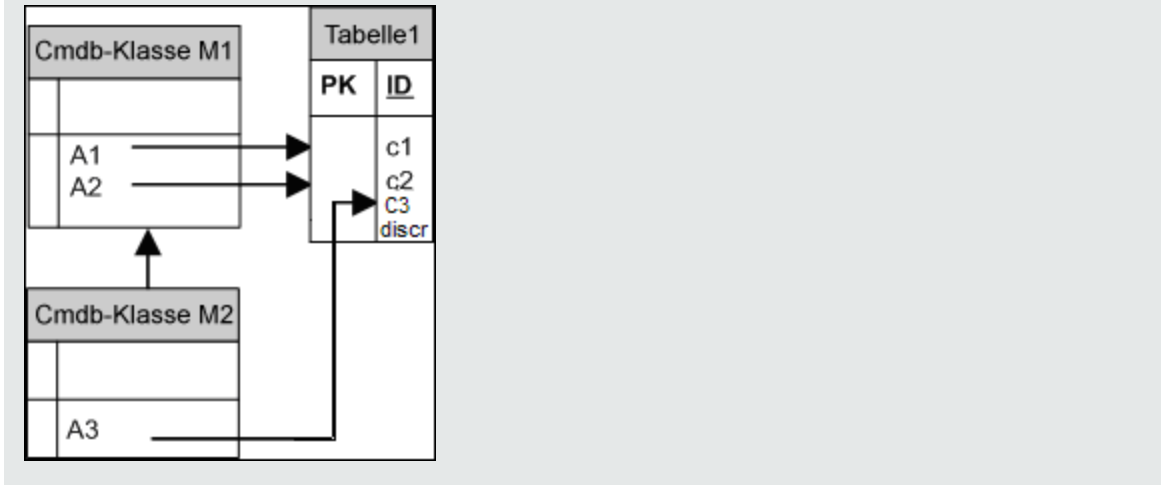 Cmdb-Klasse M1
A1
A2
Tabelle1
PK ID
c1
c2
C3
discr
Cmdb-Klasse M2
A3